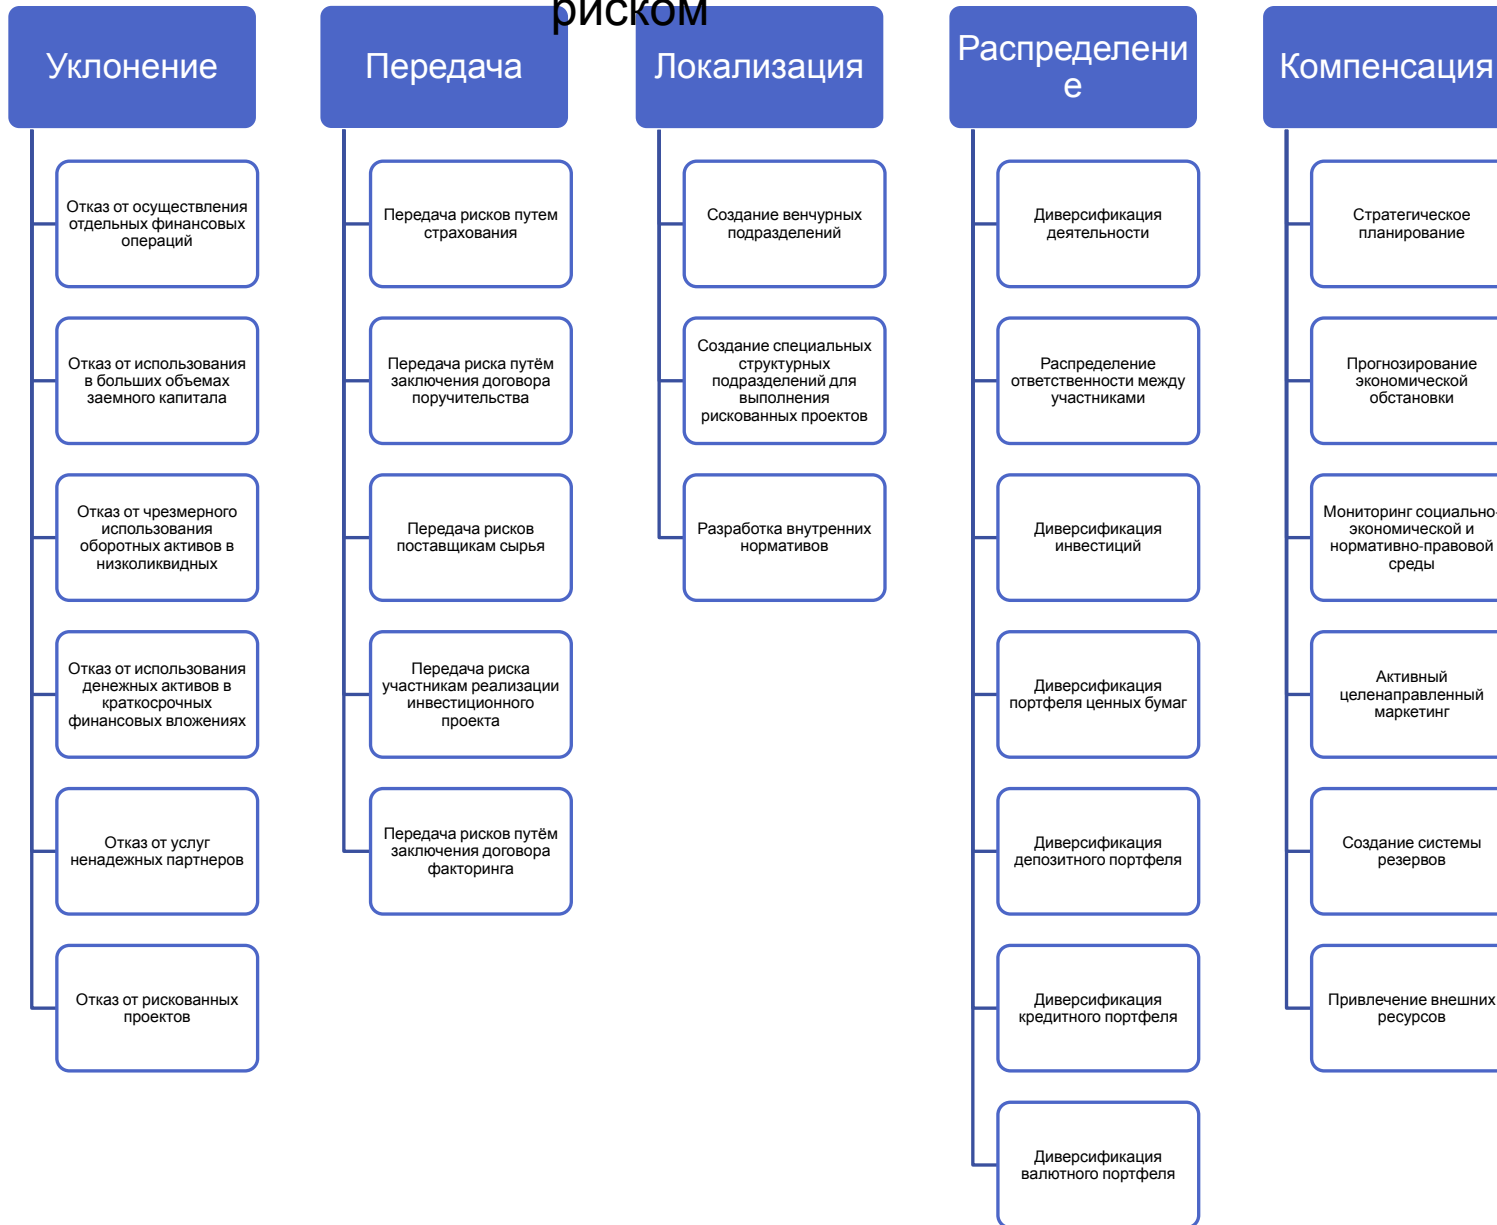 риском
Уклонение
Отказ от осуществления
отдельных финансовых
операций
Отказ от использования
в больших объемах
заемного капитала
Отказ от чрезмерного
использования
оборотных активов в
низколиквидных
Отказ от использования
денежных активов в
краткосрочных
финансовых вложениях
Отказ от услуг
ненадежных партнеров
Отказ от рискованных
проектов
Передача
Передача рисков путем
страхования
Передача риска путём
заключения договора
поручительства
Передача рисков
поставщикам сырья
Передача риска
участникам реализации
инвестиционного
проекта
Передача рисков путём
заключения договора
факторинга
Локализация
Создание венчурных
подразделений
Создание специальных
структурных
подразделений для
выполнения
рискованных проектов
Разработка внутренних
нормативов
Распределени
е
Диверсификация
деятельности
Распределение
ответственности между
участниками
Диверсификация
инвестиций
Диверсификация
портфеля ценных бумаг
Диверсификация
депозитного портфеля
Диверсификация
кредитного портфеля
Диверсификация
валютного портфеля
Компенсация
Стратегическое
планирование
Прогнозирование
экономической
обстановки
Мониторинг социально-
экономической и
нормативно-правовой
среды
Активный
целенаправленный
маркетинг
Создание системы
резервов
Привлечение внешних
ресурсов